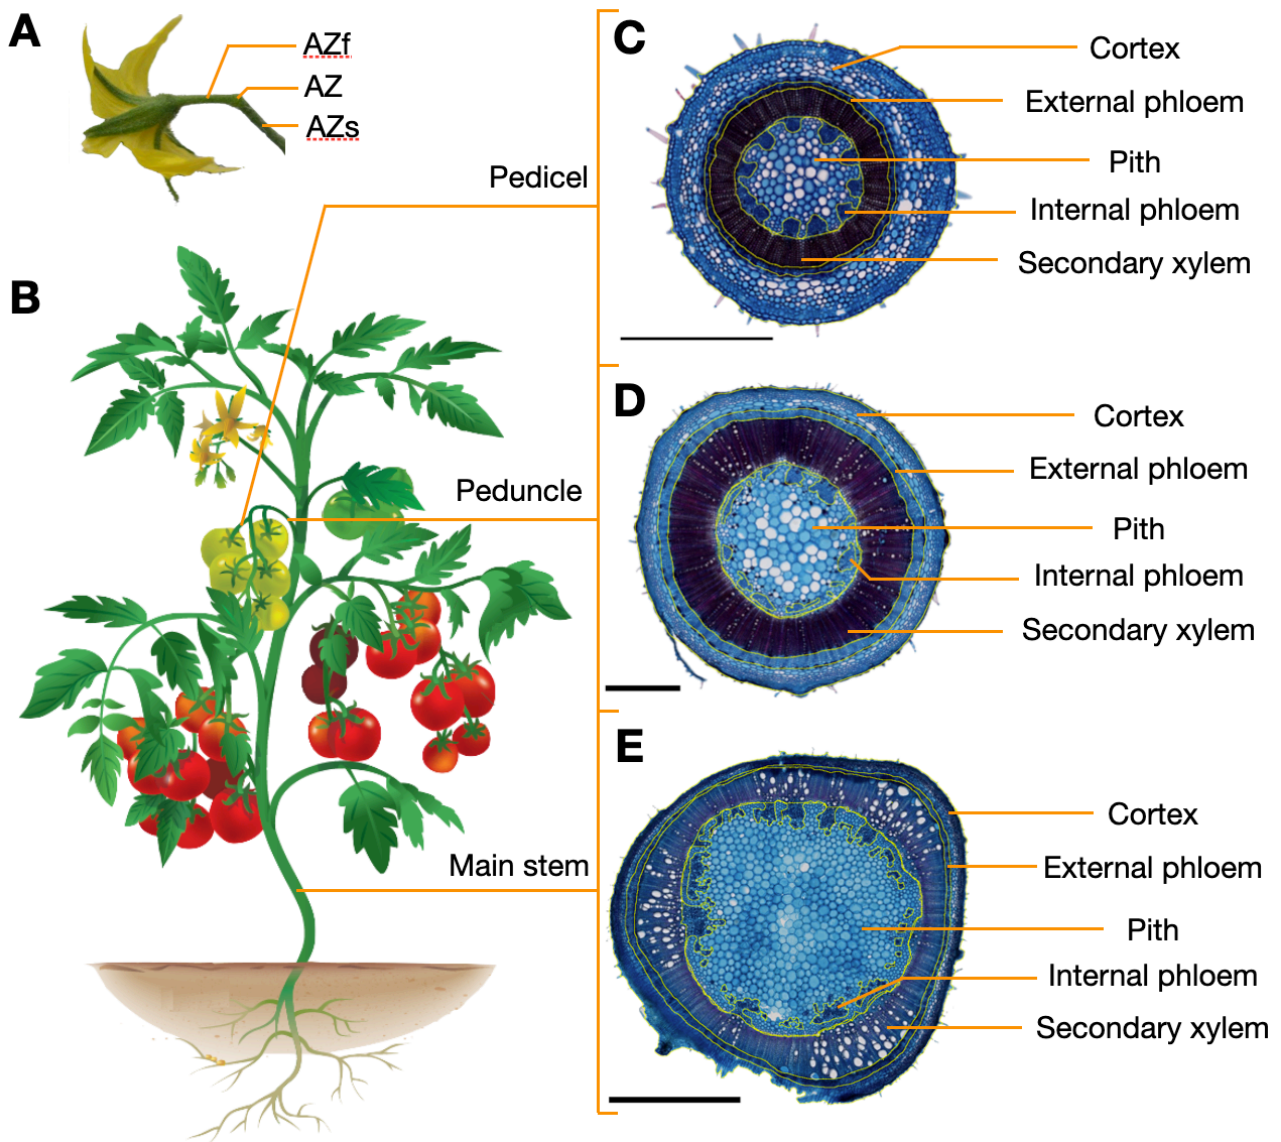 A
AZf
AZ
AZs
Pedicel
B
Peduncle
Main stem
C
Cortex
External phloem
Pith
Internal phloem
Secondary xylem
D
Cortex
External phloem
Pith
Internal phloem
Secondary xylem
E
Cortex
External phloem
Pith
Internal phloem
Secondary xylem